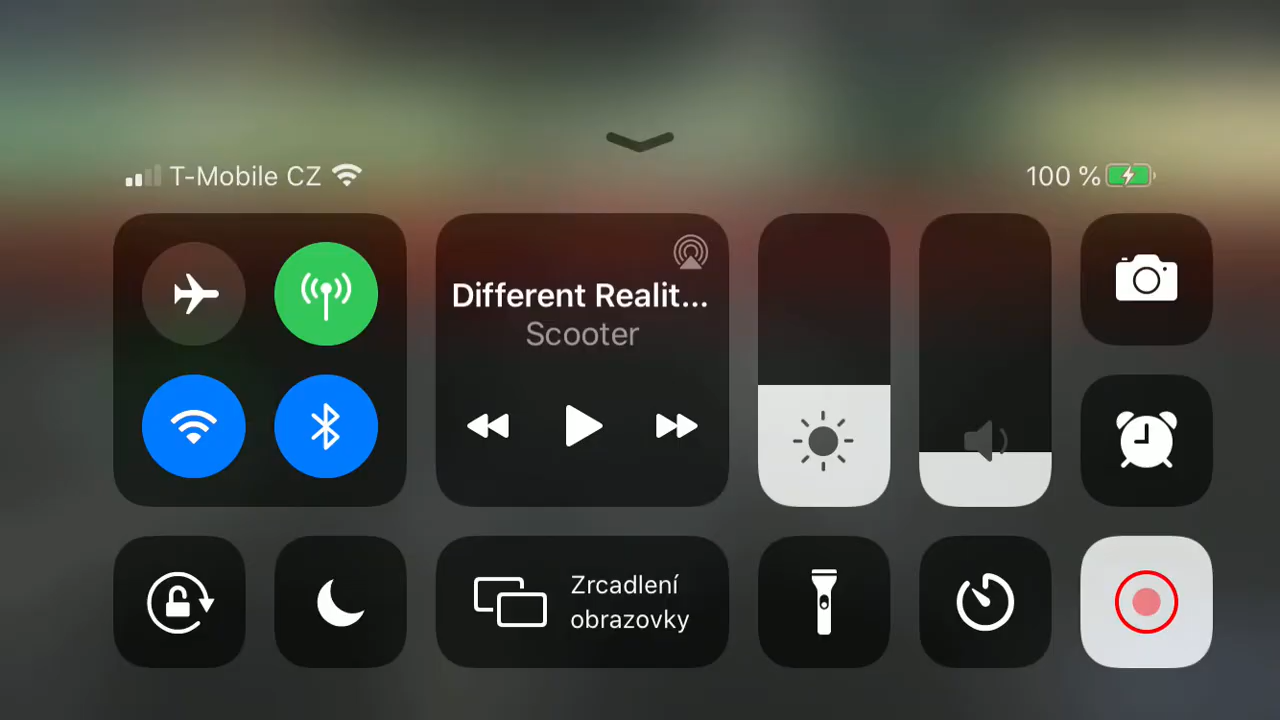 T-Mobile CZ
100 %
Different Realit...
Scooter
Zrcadlení
obrazovky